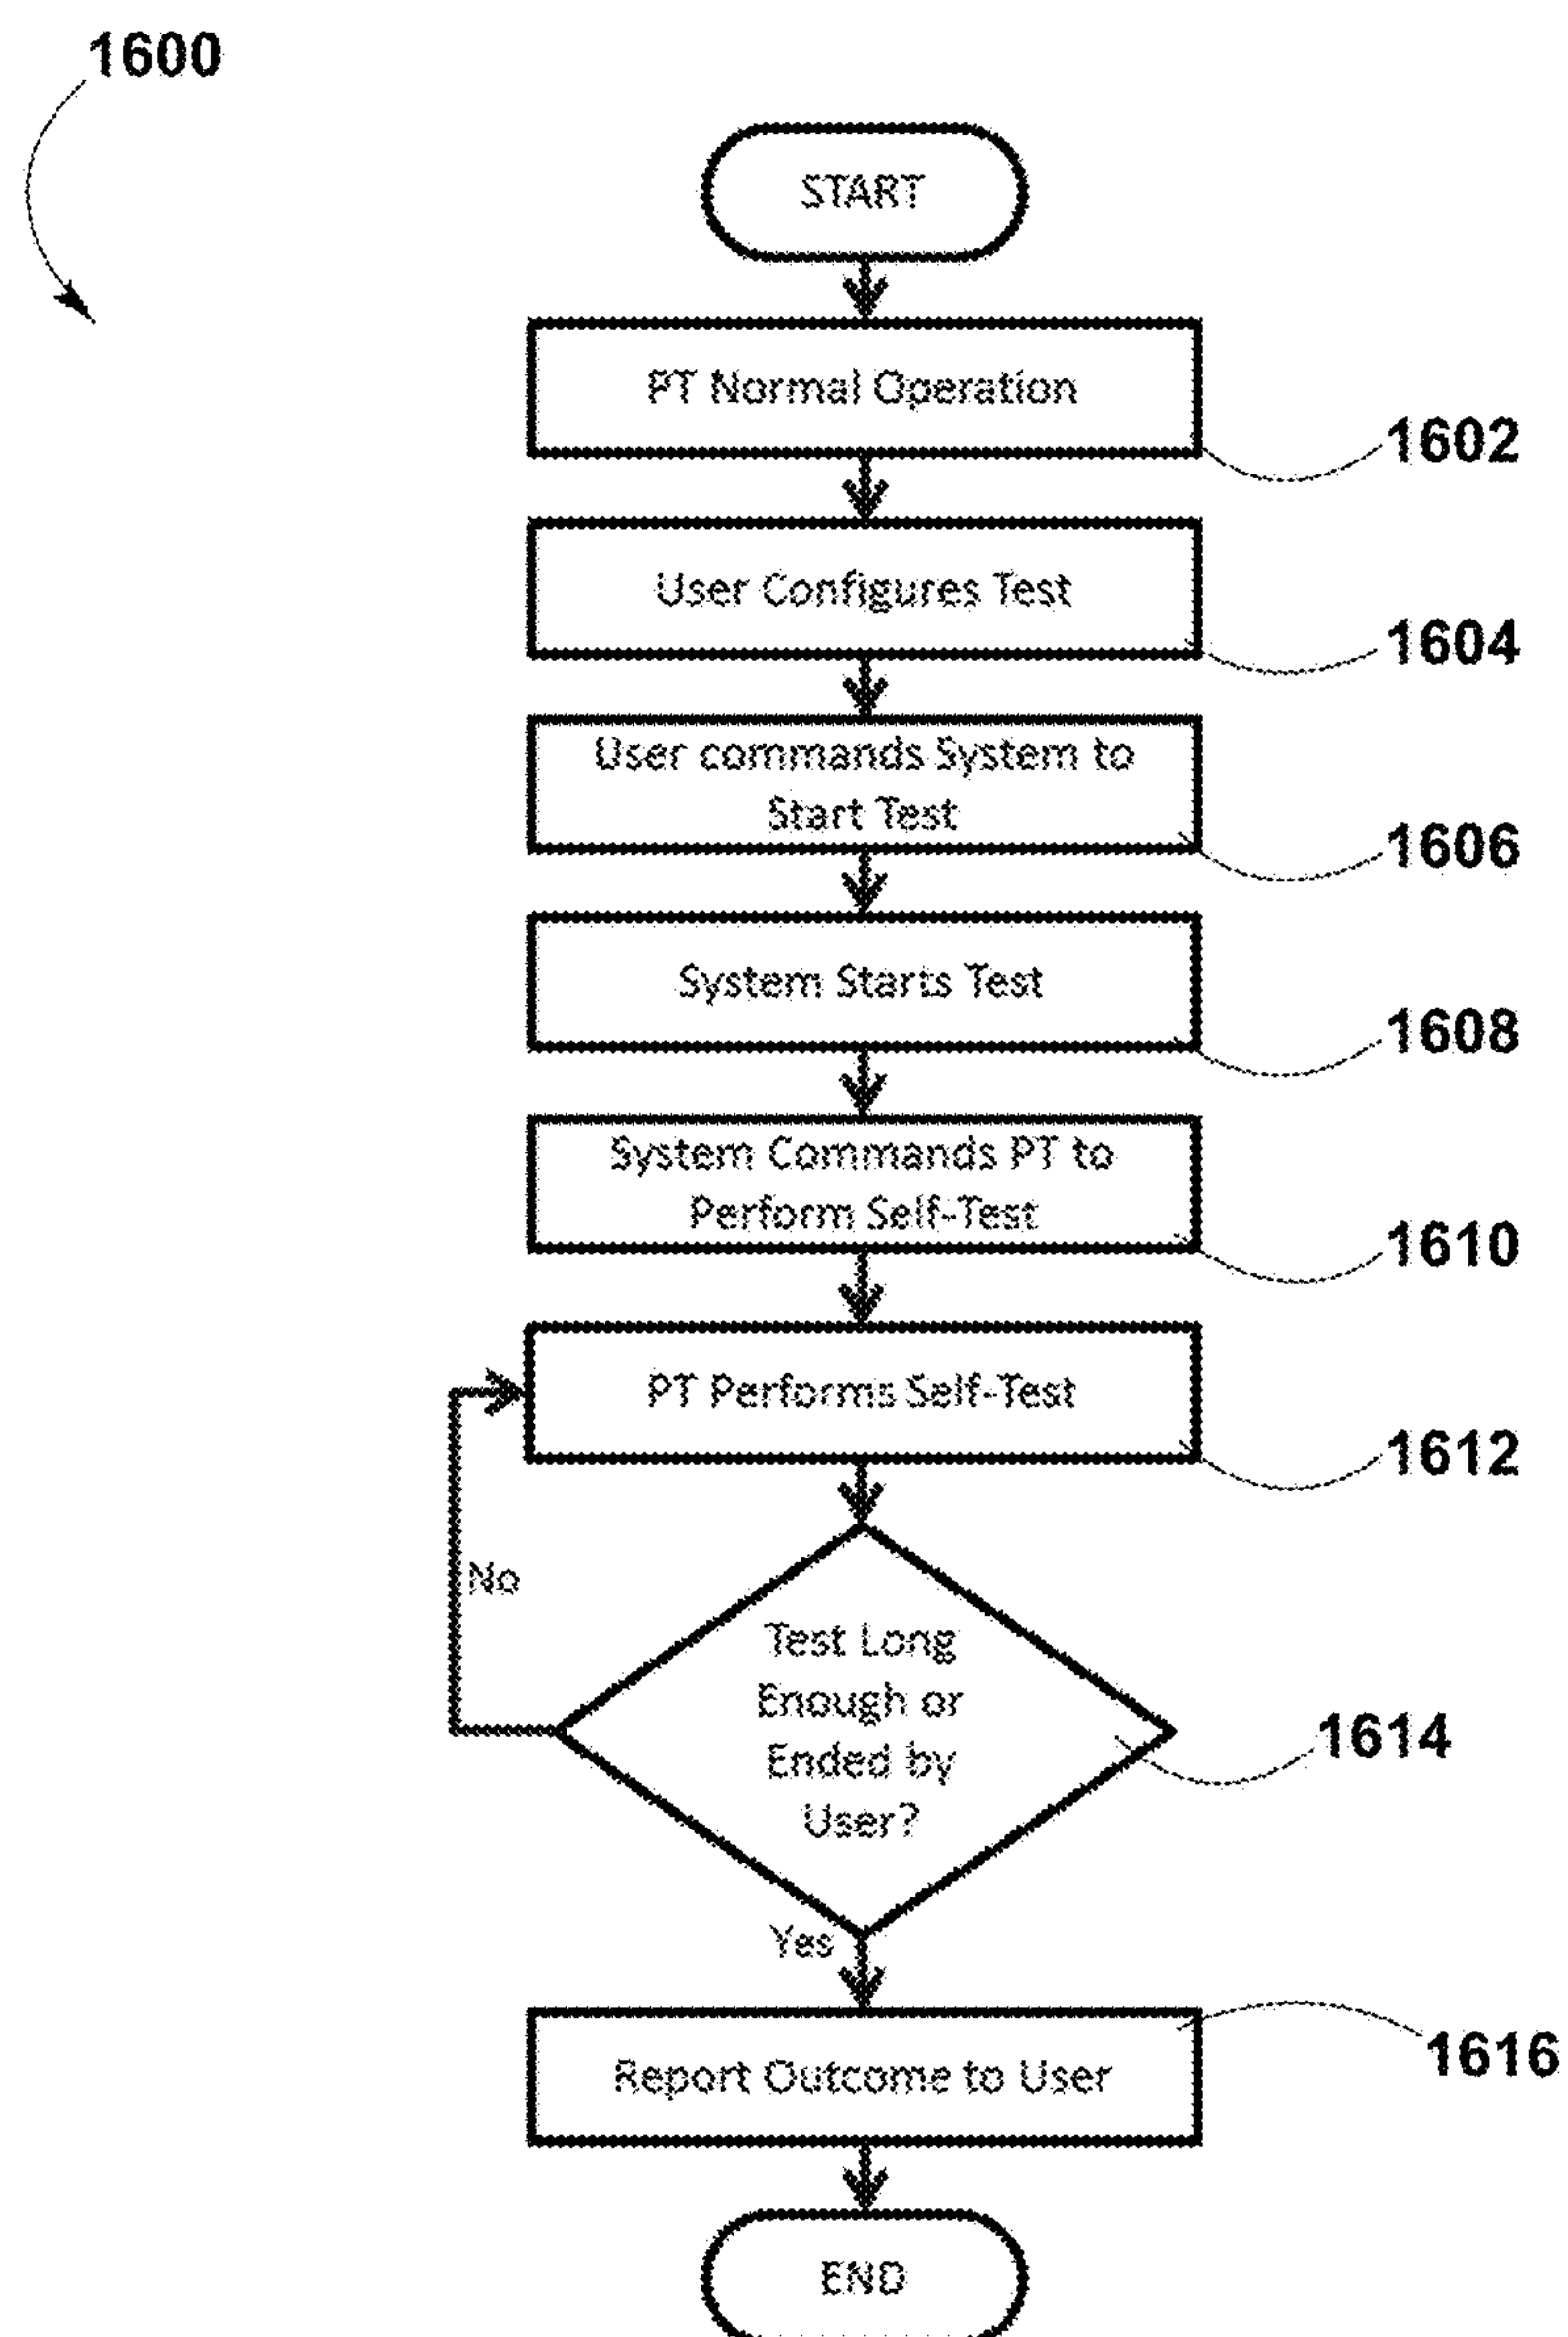 1600
START
PT Normal Operation
1602
User Configures Test
1604
User commands System to
Start Test
1606
System Starts Test
1608
System Commands PT to
Perform Self-Test
1610
PT Performs Self-Test
1612
No
Test Long
Enough or
Ended by
User?
1614
Yes
Report Outcome to User
1616
END